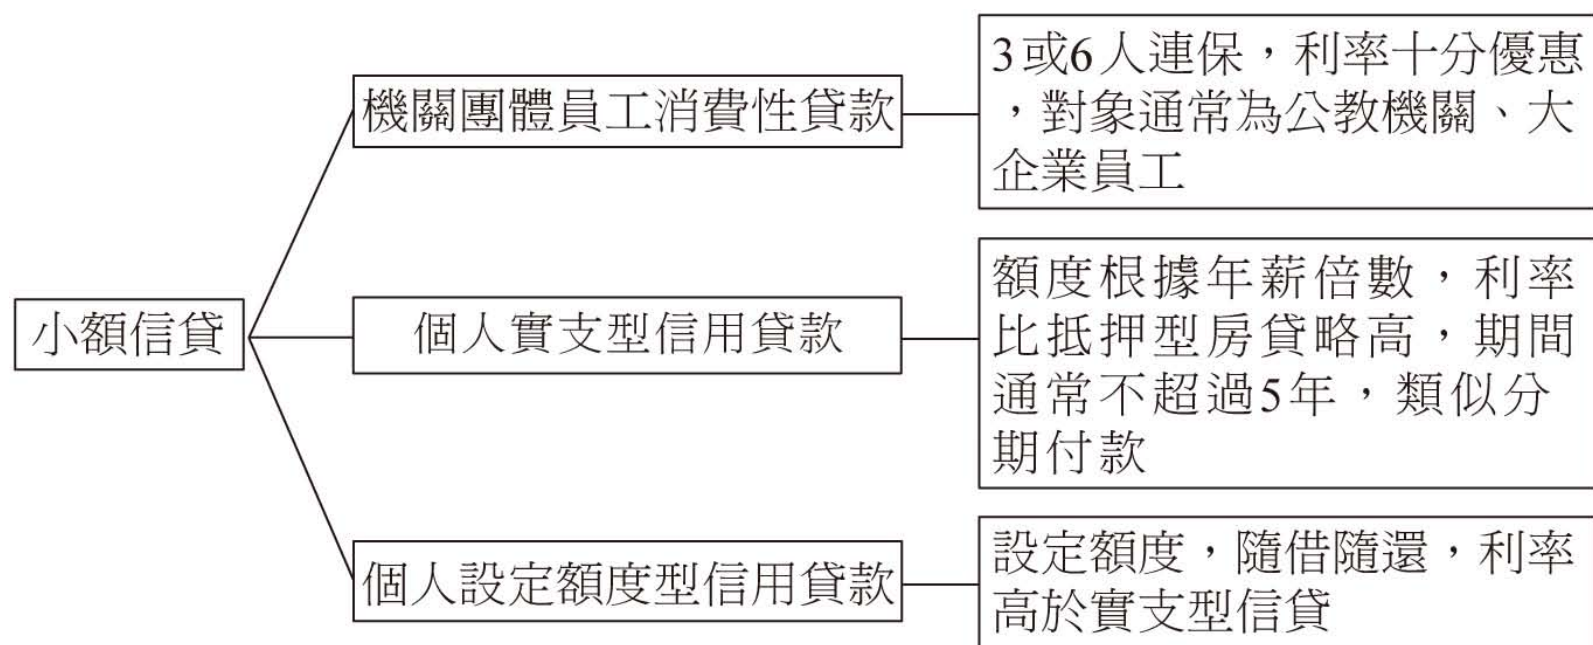 小額信貸
機關團體員工消費性貸款
3或6人連保，利率十分優惠
，對象通常為公教機關、大
企業員工
個人實支型信用貸款
額度根據年薪倍數，利率
比抵押型房貸略高，期間
通常不超過5年，類似分
期付款
個人設定額度型信用貸款
設定額度，隨借隨還，利率
高於實支型信貸